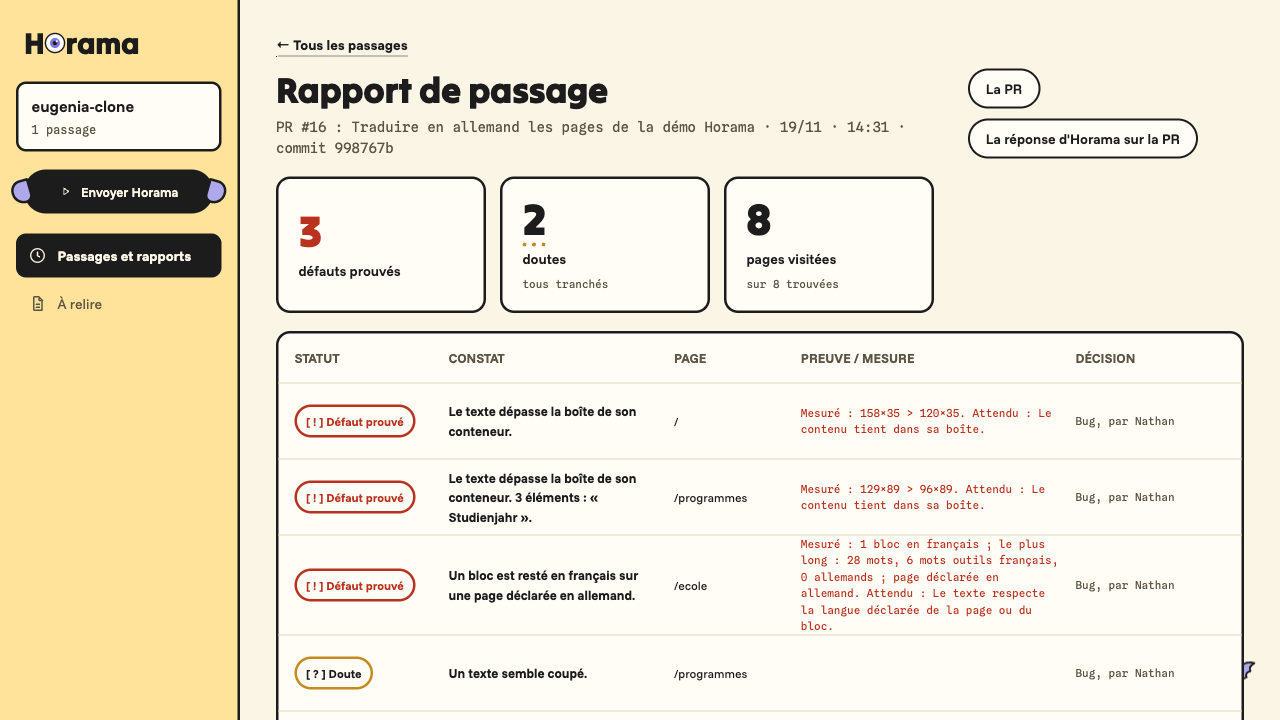 Horama
eugenia-clone
1 passage
Envoyer Horama
Passages et rapports
À relire
← Tous les passages
Rapport de passage
PR #16 : Traduire en allemand les pages de la démo Horama · 19/11 · 14:31 ·
commit 998767b
La PR
La réponse d'Horama sur la PR
3
défauts prouvés
2
doutes
tous tranchés
8
pages visitées
sur 8 trouvées
STATUT CONSTAT PAGE PREUVE / MESURE DÉCISION
[ ! ] Défaut prouvé
Le texte dépasse la boîte de son
conteneur.
/
Mesuré : 158×35 > 120×35. Attendu : Le
contenu tient dans sa boîte.
Bug, par Nathan
[ ! ] Défaut prouvé
Le texte dépasse la boîte de son
conteneur. 3 éléments : «
Studienjahr ».
/programmes
Mesuré : 129×89 > 96×89. Attendu : Le
contenu tient dans sa boîte.
Bug, par Nathan
[ ! ] Défaut prouvé
Un bloc est resté en français sur
une page déclarée en allemand.
/ecole
Mesuré : 1 bloc en français ; le plus
long : 28 mots, 6 mots outils français,
0 allemands ; page déclarée en
allemand. Attendu : Le texte respecte
la langue déclarée de la page ou du
bloc.
Bug, par Nathan
[ ? ] Doute
Un texte semble coupé.
/programmes
Bug, par Nathan